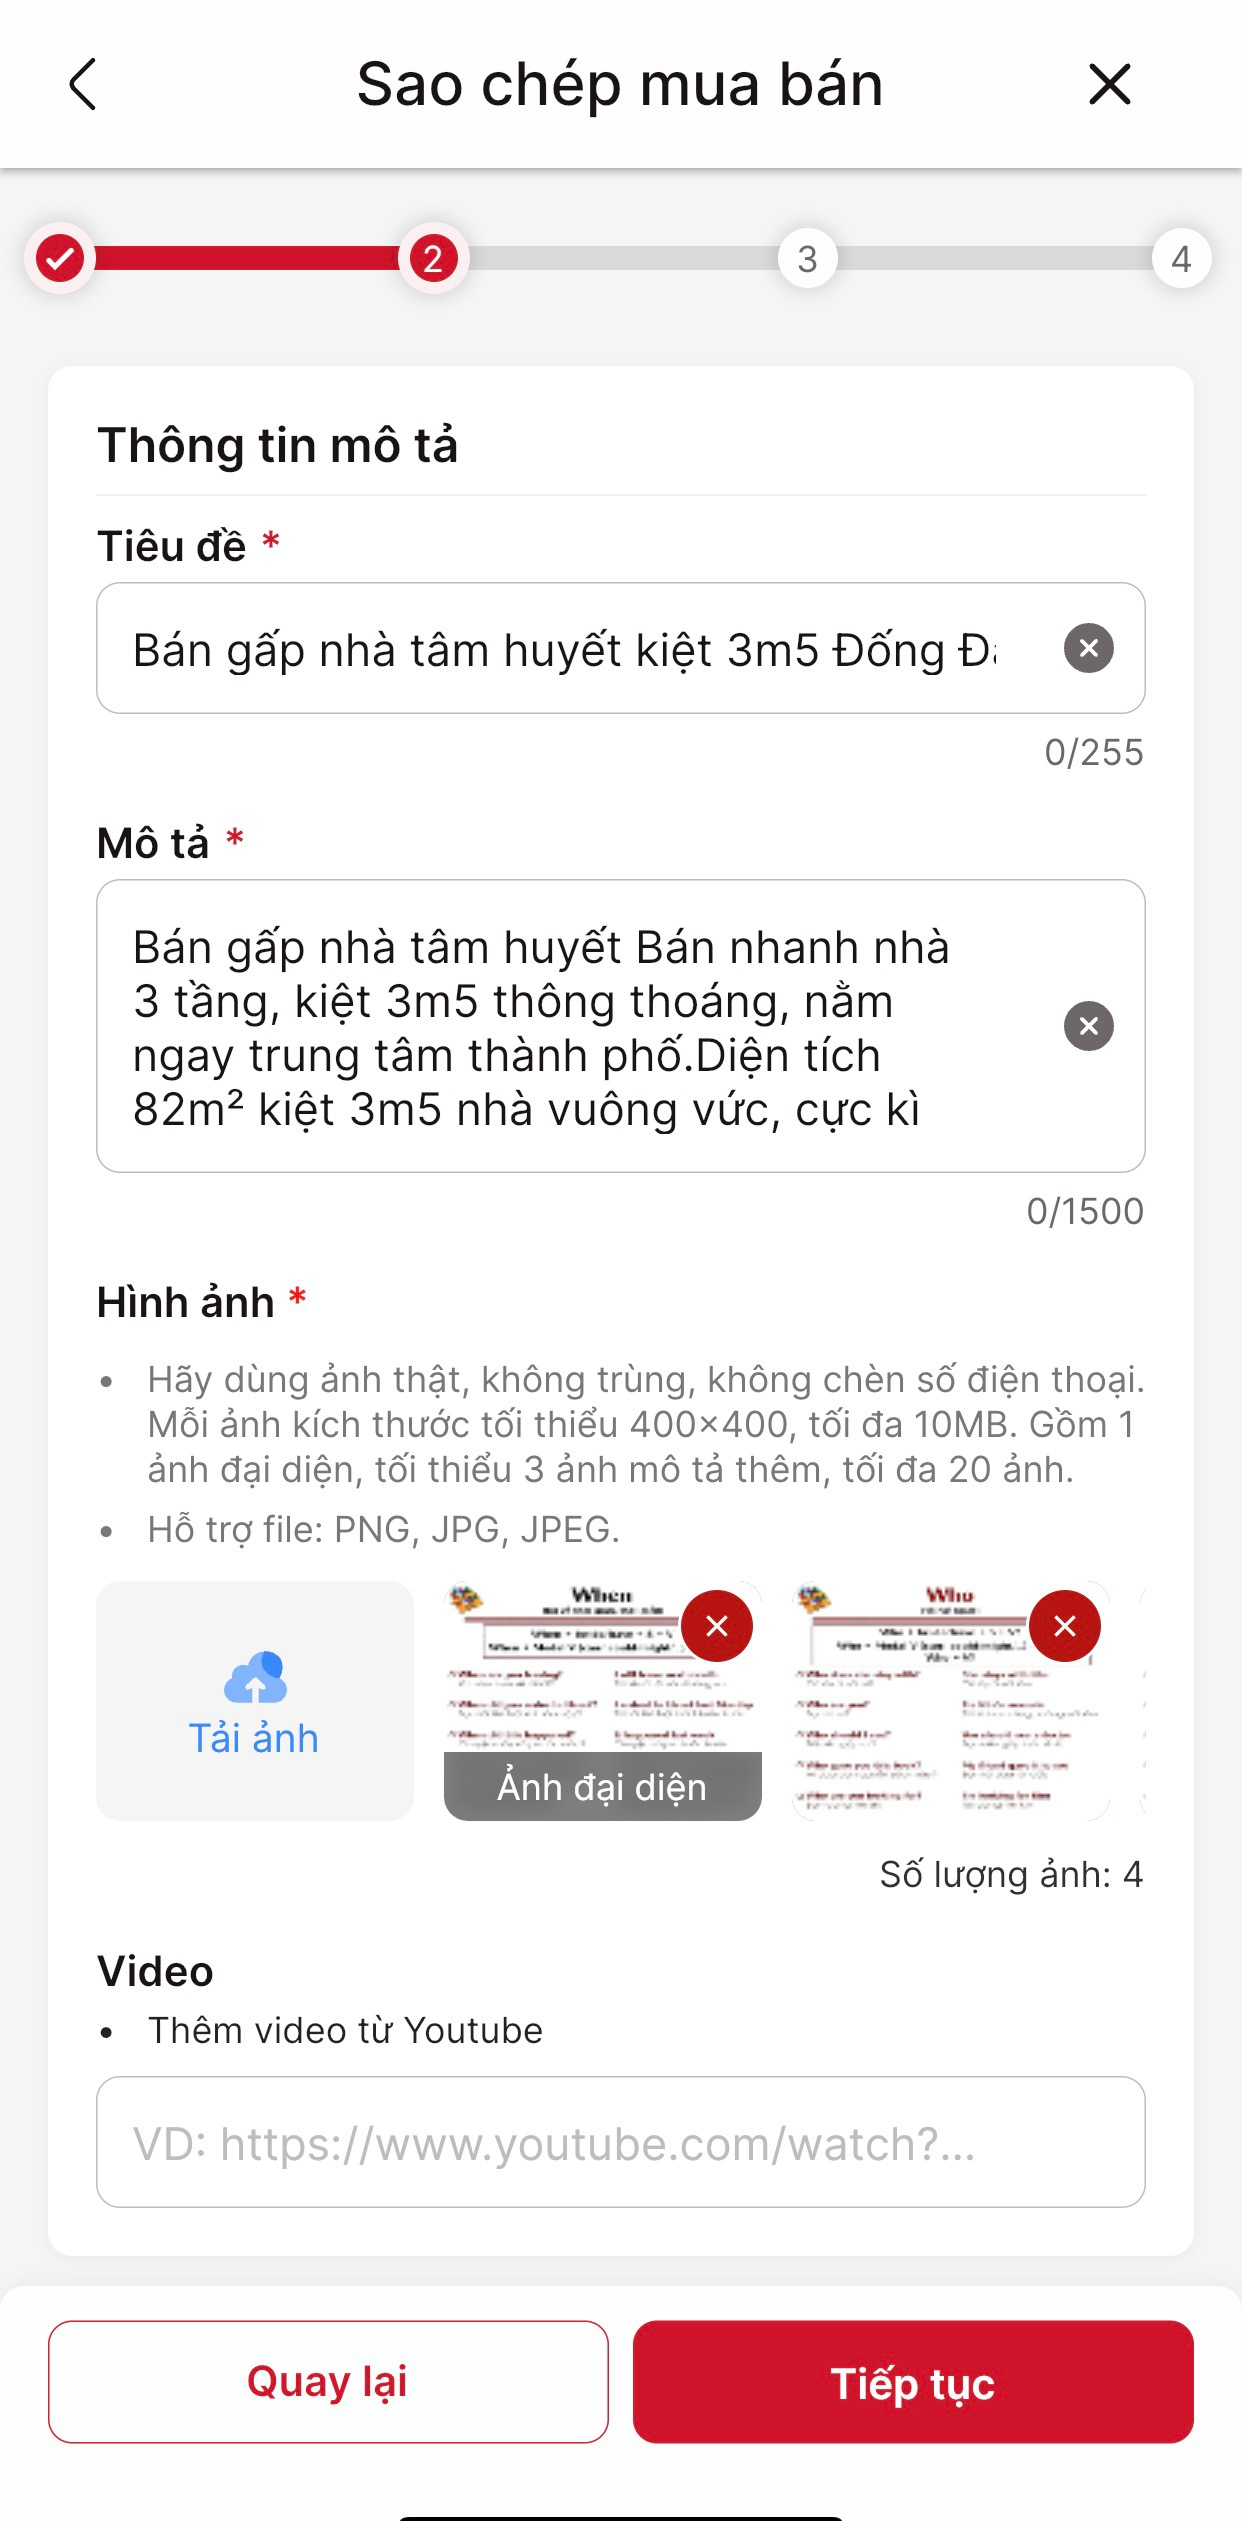 Sao chép mua bán
2
3
4
Thông tin mô tả
Tiêu đề *
Bán gấp nhà tâm huyết kiệt 3m5 Đống
0/255
Mô tả *
Bán gấp nhà tâm huyết Bán nhanh nhà
3 tầng, kiệt 3m5 thông thoáng, nằm
ngay trung tâm thành phố.Diện tích
82m² kiệt 3m5 nhà vuông vức, cực kì
0/1500
Hình ảnh *
• Hãy dùng ảnh thật, không trùng, không chèn số điện thoại.
Mỗi ảnh kích thước tối thiểu 400x400, tối đa 10MB. Gồm 1
ảnh đại diện, tối thiểu 3 ảnh mô tả thêm, tối đa 20 ảnh.
• Hỗ trợ file: PNG, JPG, JPEG.
Tải ảnh
When
Ảnh đại diện
Who
Số lượng ảnh: 4
Video
• Thêm video từ Youtube
VD: https://www.youtube.com/watch?...
Quay lại
Tiếp tục